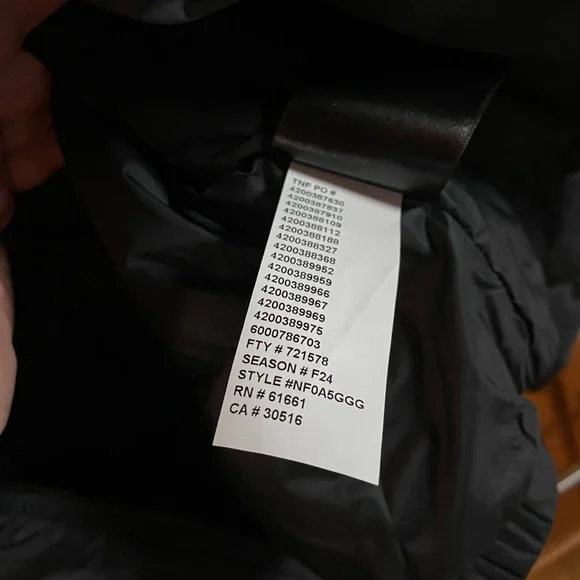 TNF PO #
4200387630
4200387837
4200387910
4200388109
4200388112
4200388188
4200388327
4200388368
4200389952
4200389959
4200389966
4200389967
4200389969
4200389975
6000786703
FTY # 721578
SEASON # F24
STYLE #NF0A5GGG
RN # 61661
CA # 30516